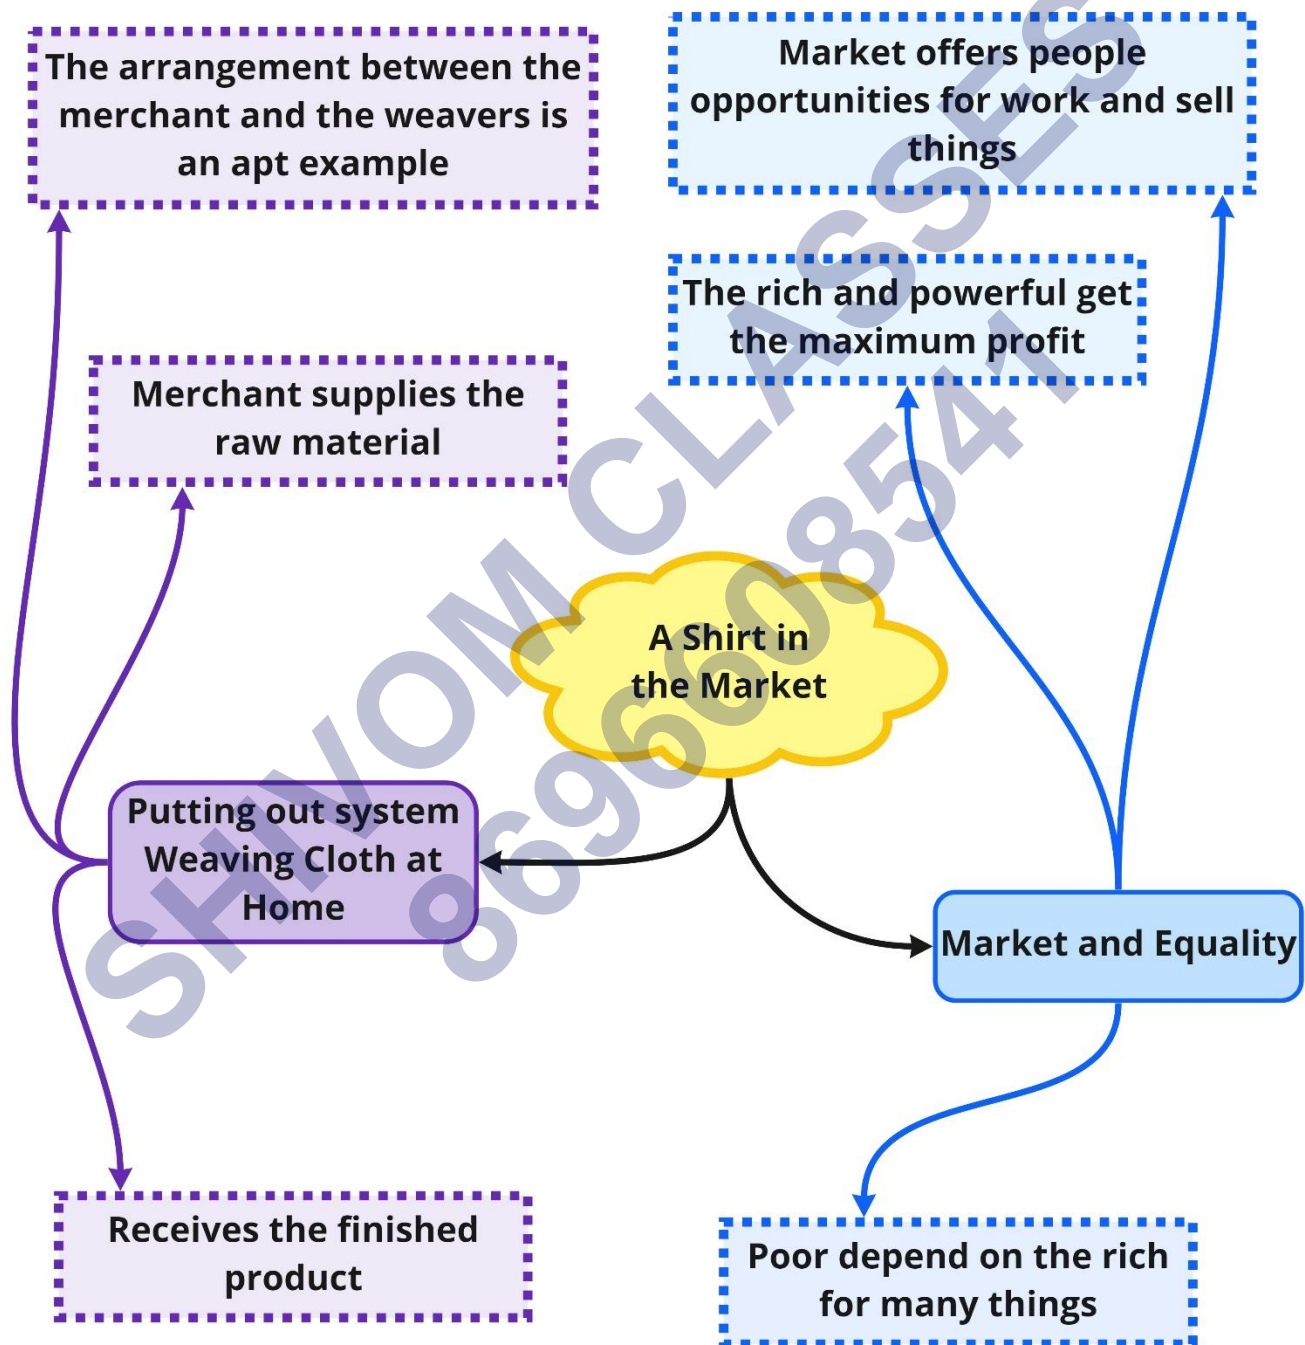 The arrangement between the
merchant and the weavers is
an apt example
Market offers people
opportunities for work and sell
things
The rich and powerful get
the maximum profit
Merchant supplies the
raw material
A Shirt in
the Market
Putting out system
Weaving Cloth at
Home
Market and Equality
Receives the finished
product
Poor depend on the rich
for many things
SHIVOM CLASSES
8696608541